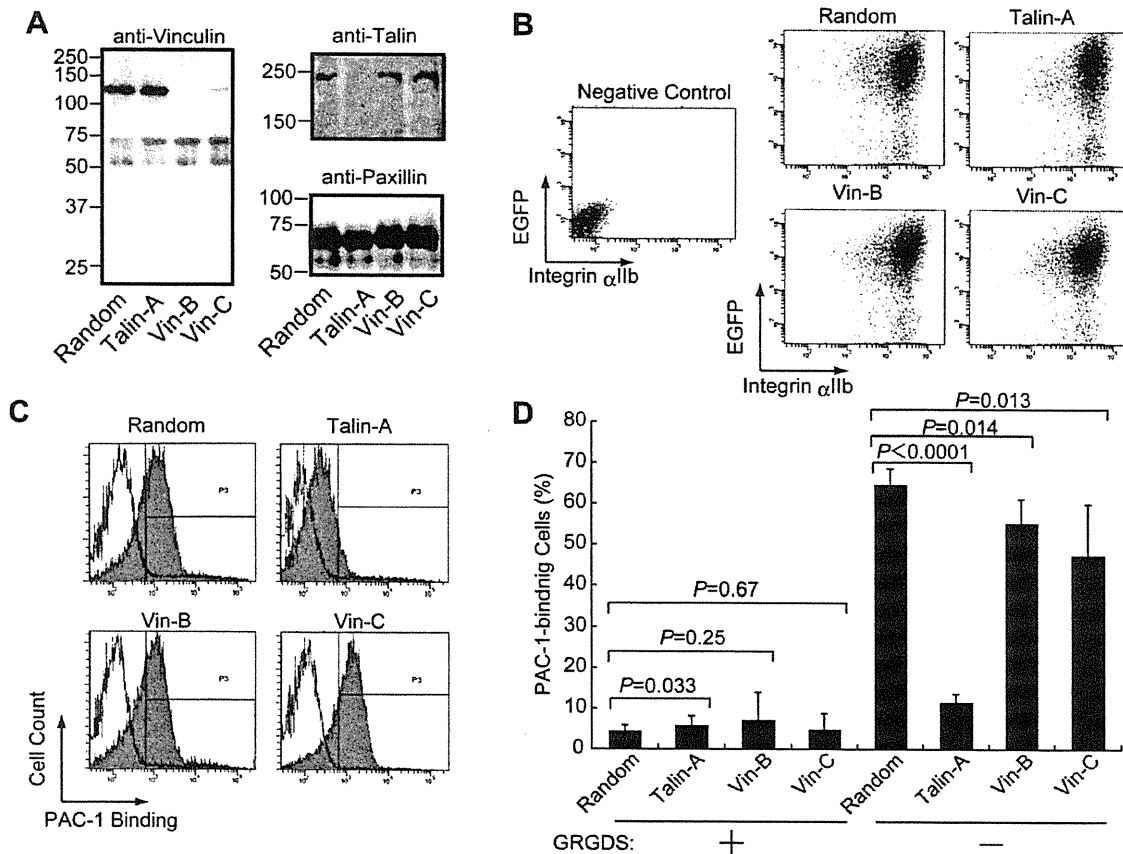 A
anti-Vinculin
250
150
100
75
50
37
25
Random
Talin-A
Vin-B
Vin-C
anti-Talin
250
150
anti-Paxillin
100
75
50
Random
Talin-A
Vin-B
Vin-C
B
Negative Control
EGFP
Integrin αIIb
Random
Talin-A
Vin-B
Vin-C
EGFP
Integrin αIIb
C
Random
Talin-A
P3
P3
Vin-B
Vin-C
P3
P3
Cell Count
PAC-1 Binding
D
PAC-1-bindnig Cells (%)
80
70
60
50
40
30
20
10
0
P=0.67
P=0.25
P=0.033
P=0.013
P=0.014
P<0.0001
Random
Talin-A
Vin-B
Vin-C
Random
Talin-A
Vin-B
Vin-C
GRGDS: + −